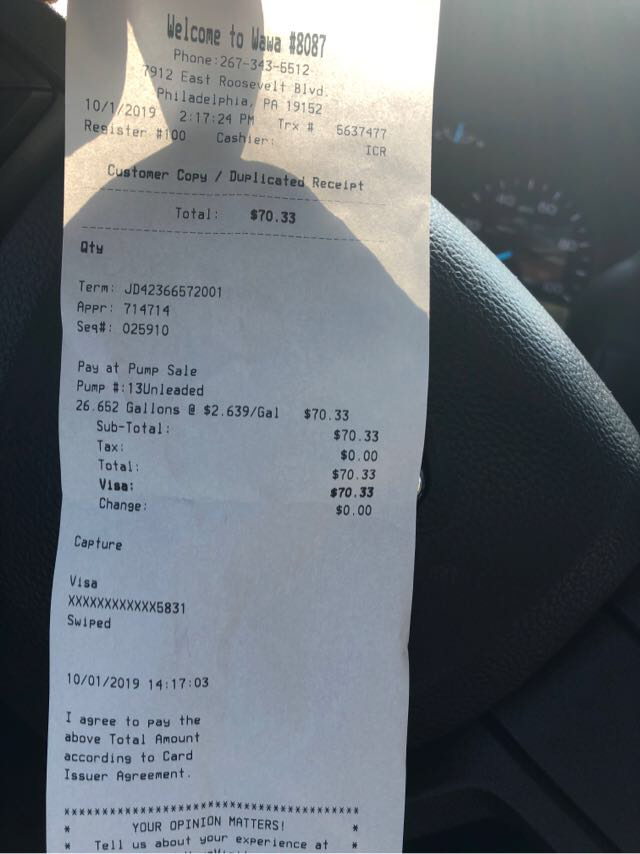 Welcome to Wawa #8087
Phone:267-343-5512
7912 East Roosevelt Blvd.
Philadelphia, PA 19152
10/1/2019 2:17:24 PM Trx # 5637477
Register #100 Cashier: ICR
Customer Copy / Duplicated Receipt
Total: $70.33
Qty
Term: JD42366572001
Appr: 714714
Seq#: 025910
Pay at Pump Sale
Pump #:13Unleaded
26.652 Gallons @ $2.639/Gal $70.33
Sub-Total: $70.33
Tax: $0.00
Total: $70.33
Visa: $70.33
Change: $0.00
Capture
Visa
XXXXXXXXXXXX5831
Swiped
10/01/2019 14:17:03
I agree to pay the
above Total Amount
according to Card
Issuer Agreement.
****************************************
* YOUR OPINION MATTERS! *
* Tell us about your experience at *